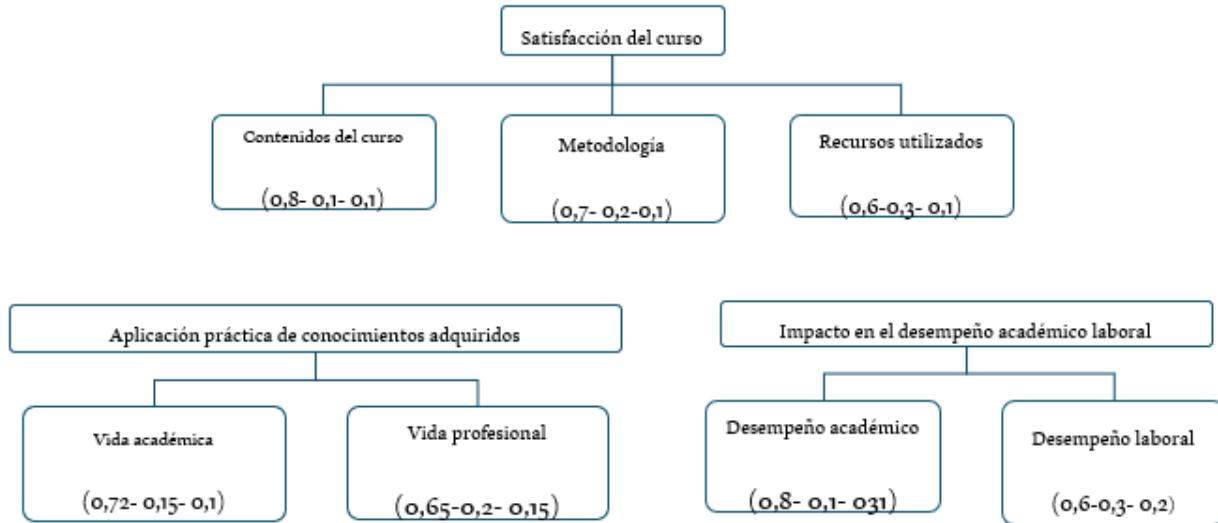 Satisfacción del curso
Contenidos del curso
(0,8- 0,1- 0,1)
Metodología
(0,7- 0,2-0,1)
Recursos utilizados
(0,6-0,3- 0,1)
Aplicación práctica de conocimientos adquiridos
Vida académica
(0,72- 0,15- 0,1)
Vida profesional
(0,65-0,2- 0,15)
Impacto en el desempeño académico laboral
Desempeño académico
(0,8- 0,1- 031)
Desempeño laboral
(0,6-0,3- 0,2)